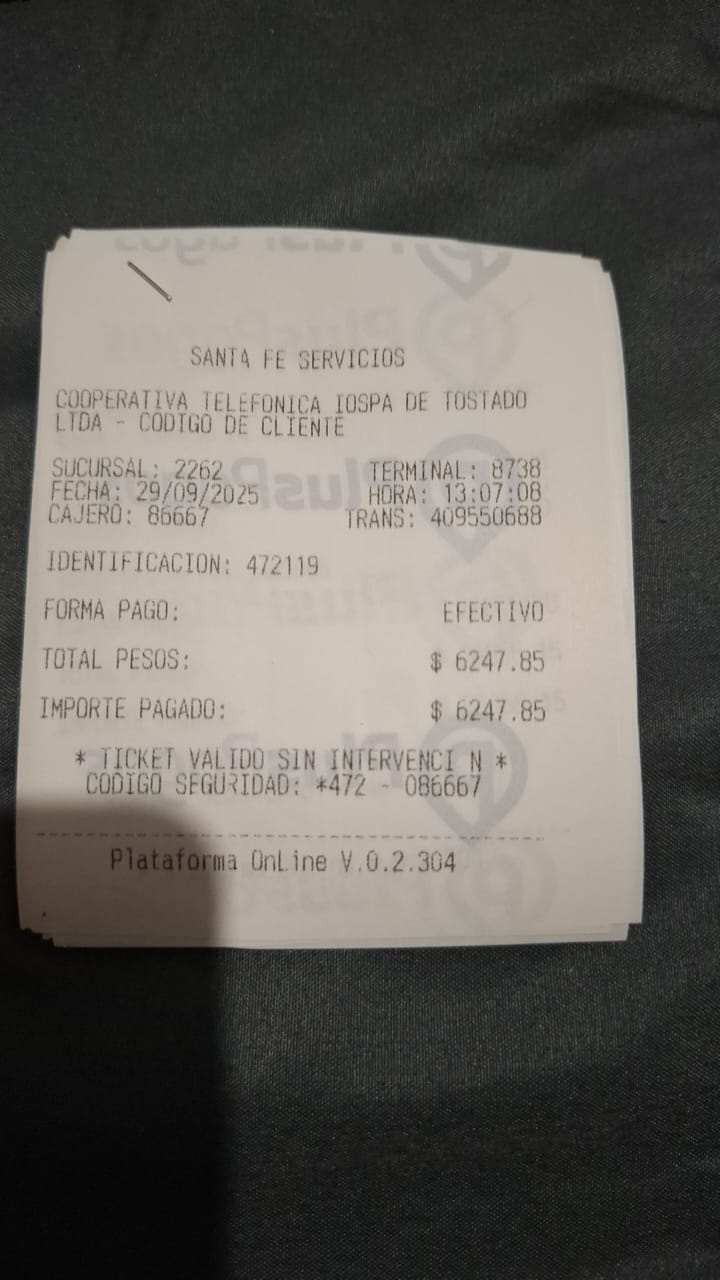 SANTA FE SERVICIOS
COOPERATIVA TELEFONICA IOSPA DE TOSTADO
LTDA - CODIGO DE CLIENTE
SUCURSAL: 2262 TERMINAL: 8738
FECHA: 29/09/2025 HORA: 13:07:08
CAJERO: 86667 TRANS: 409550688
IDENTIFICACION: 472119
FORMA PAGO: EFECTIVO
TOTAL PESOS: $ 6247.85
IMPORTE PAGADO: $ 6247.85
* TICKET VALIDO SIN INTERVENCI N *
CODIGO SEGURIDAD: *472 - 086667
Plataforma OnLine V.0.2.304